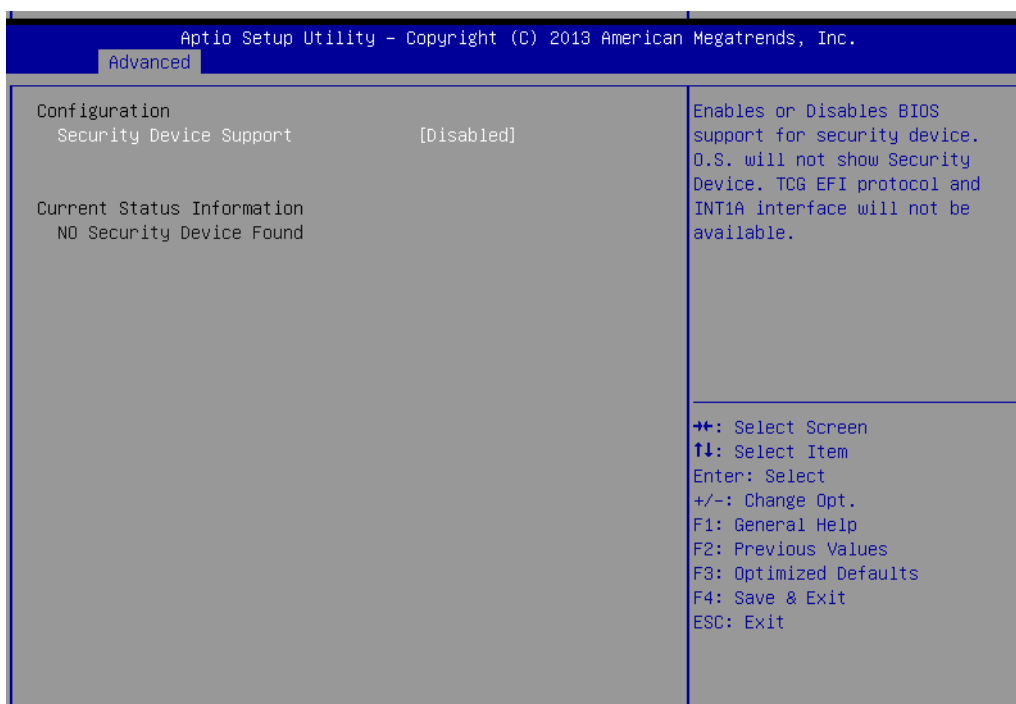 Aptio Setup Utility – Copyright (C) 2013 American Megatrends, Inc.
Advanced
Configuration
Security Device Support [Disabled]
Current Status Information
NO Security Device Found
Enables or Disables BIOS
support for security device.
O.S. will not show Security
Device. TCG EFI protocol and
INT1A interface will not be
available.
→←: Select Screen
↑↓: Select Item
Enter: Select
+/-: Change Opt.
F1: General Help
F2: Previous Values
F3: Optimized Defaults
F4: Save & Exit
ESC: Exit